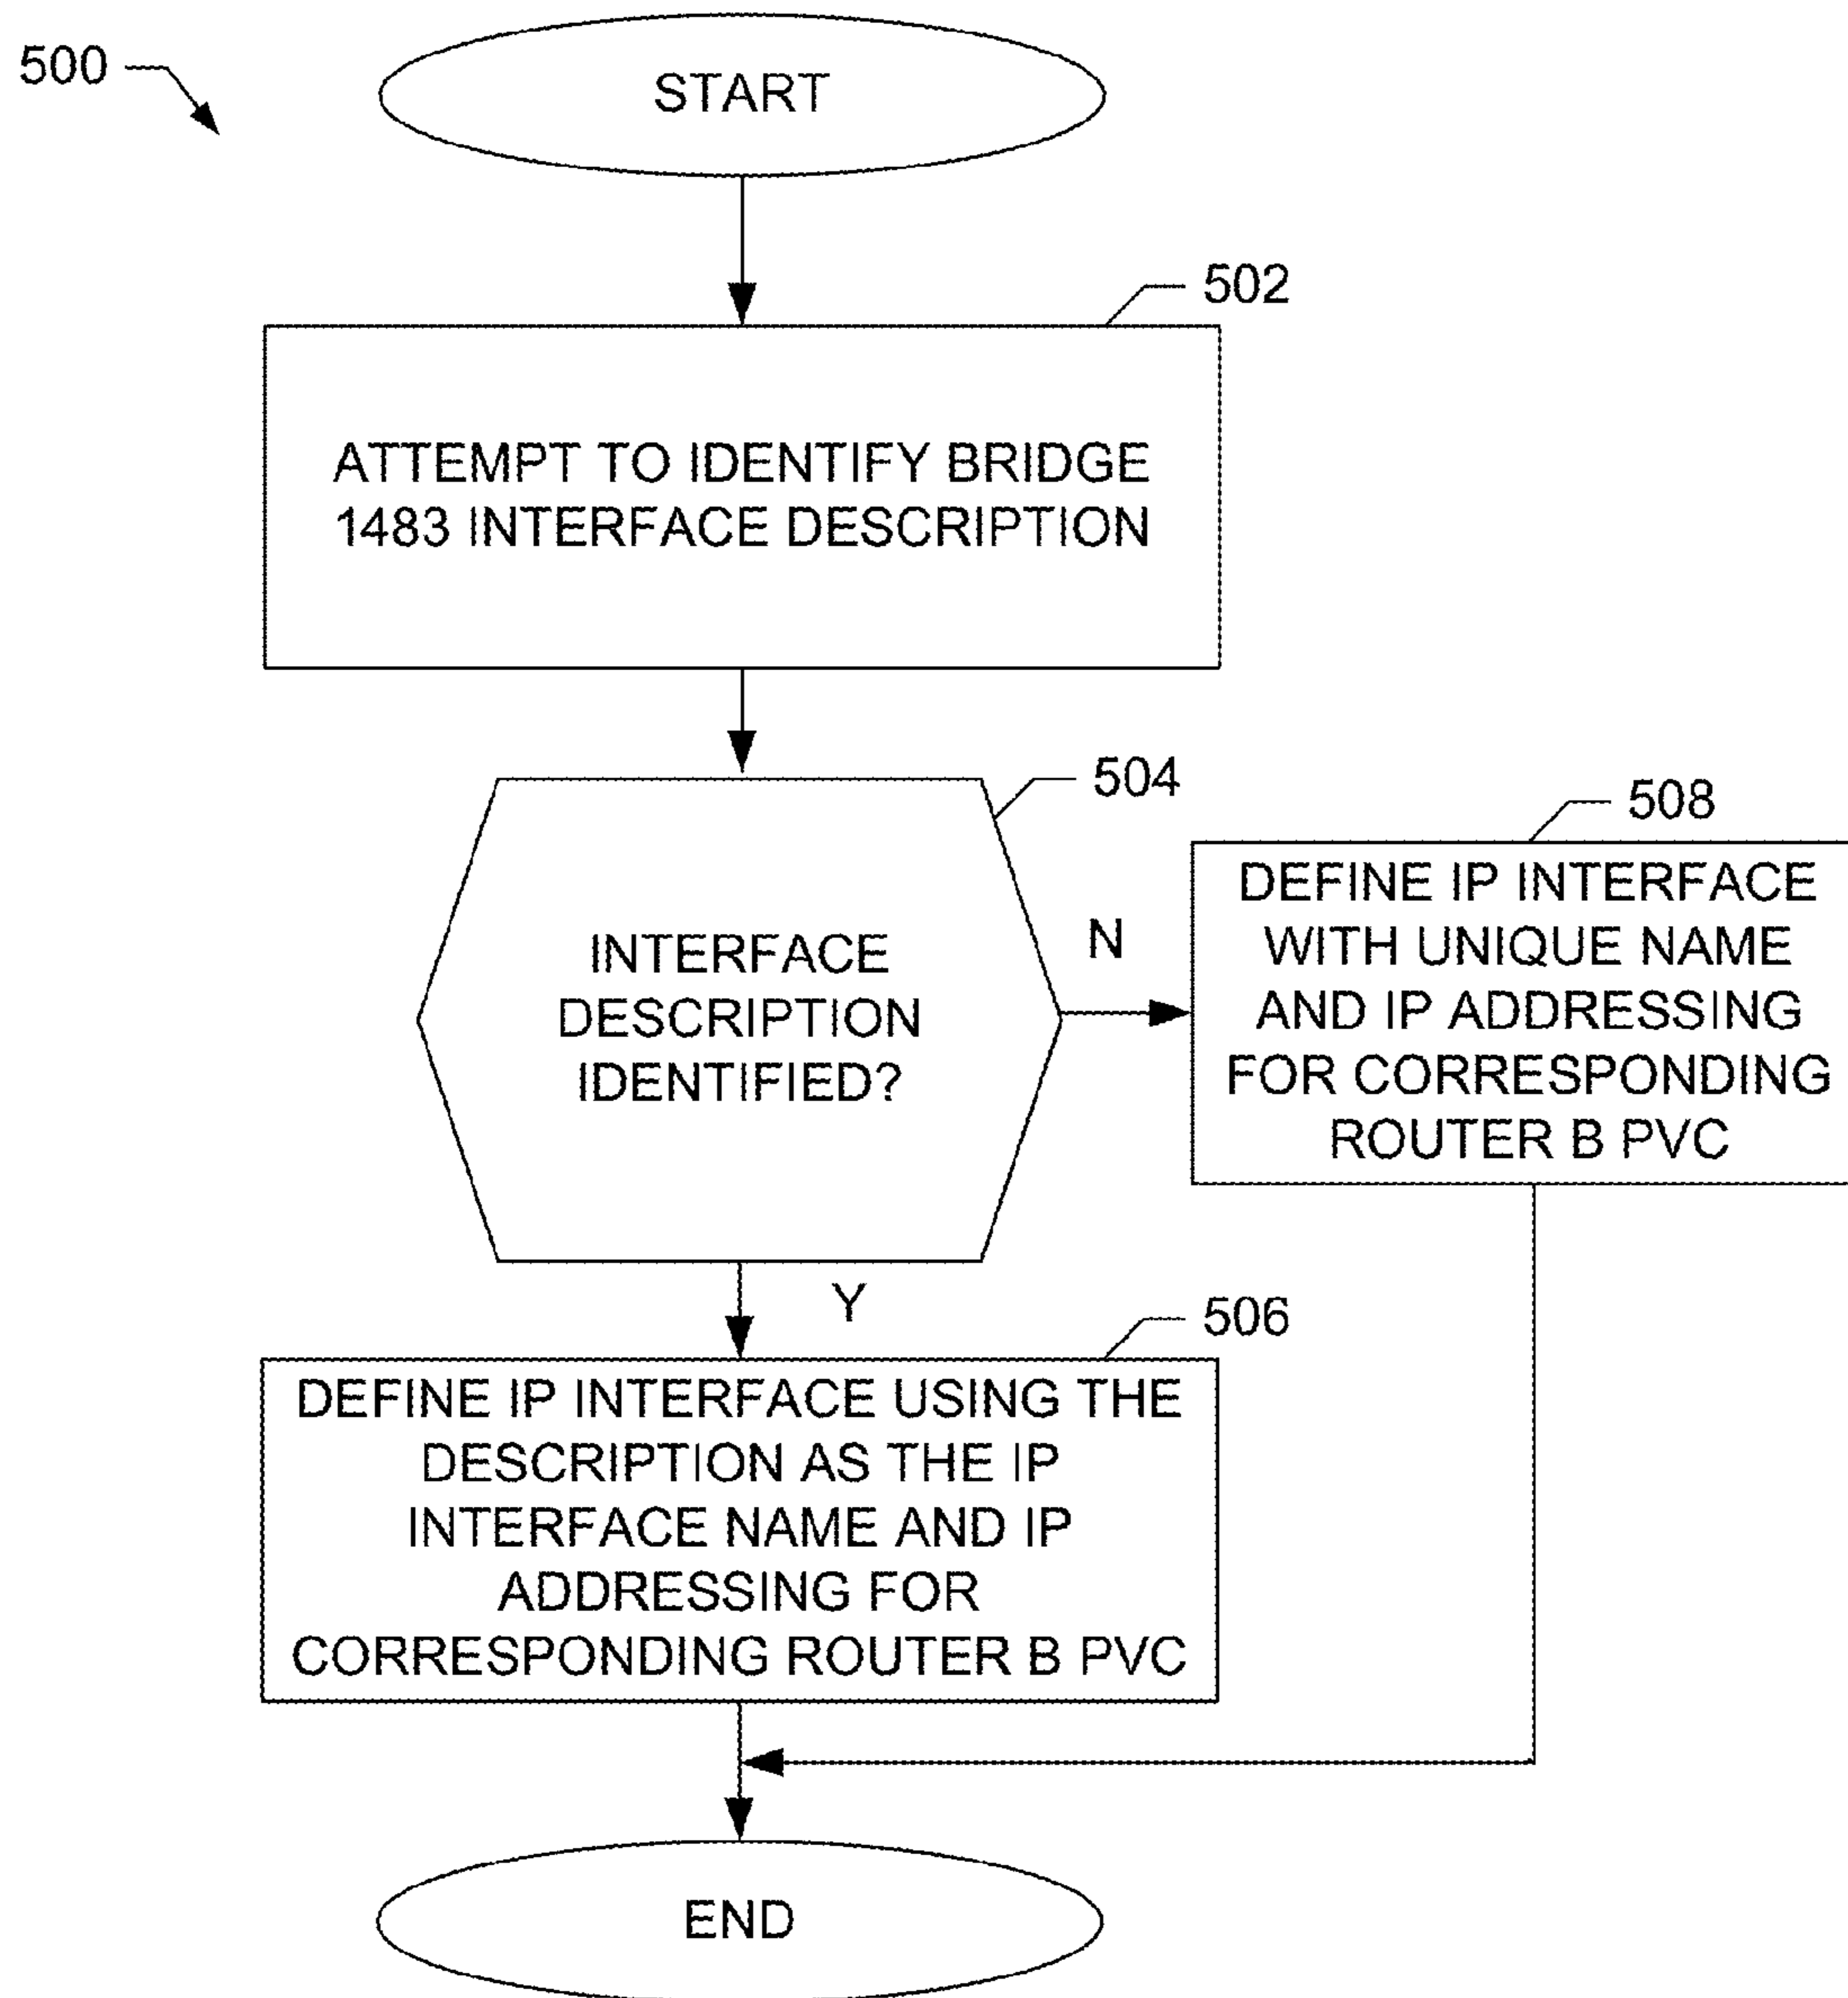 500
START
502
ATTEMPT TO IDENTIFY BRIDGE
1483 INTERFACE DESCRIPTION
504
INTERFACE
DESCRIPTION
IDENTIFIED?
N
508
DEFINE IP INTERFACE
WITH UNIQUE NAME
AND IP ADDRESSING
FOR CORRESPONDING
ROUTER B PVC
Y
506
DEFINE IP INTERFACE USING THE
DESCRIPTION AS THE IP
INTERFACE NAME AND IP
ADDRESSING FOR
CORRESPONDING ROUTER B PVC
END